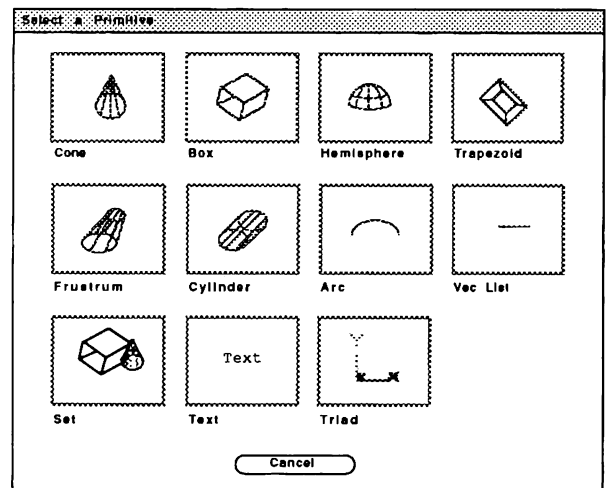 Select a Primitive
Cone Box Hemisphere Trapezoid
Frustrum Cylinder Arc Vec List
Text
Y
Set Text Triad
Cancel